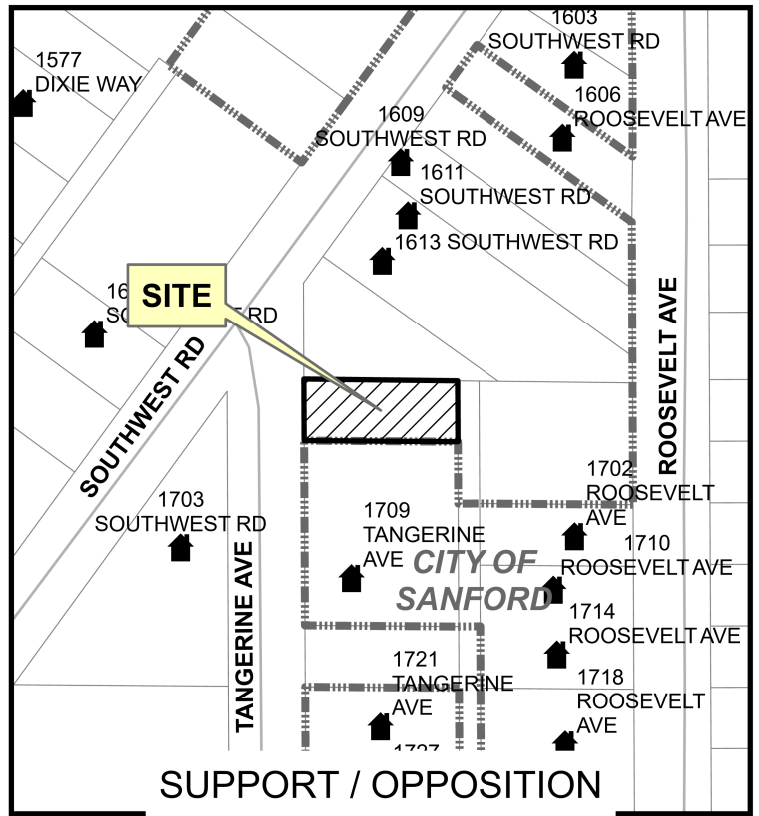 1603
SOUTHWEST RD
1577
DIXIE WAY
1606
ROOSEVELT AVE
1609
SOUTHWEST RD
1611
SOUTHWEST RD
1613 SOUTHWEST RD
SITE
RD
SOUTHWEST RD
ROOSEVELT AVE
1703
SOUTHWEST RD
1709
TANGERINE
AVE
CITY OF
SANFORD
1702
ROOSEVELT
AVE
1710
ROOSEVELT AVE
1714
ROOSEVELT AVE
TANGERINE AVE
1721
TANGERINE
AVE
1718
ROOSEVELT
AVE
SUPPORT / OPPOSITION